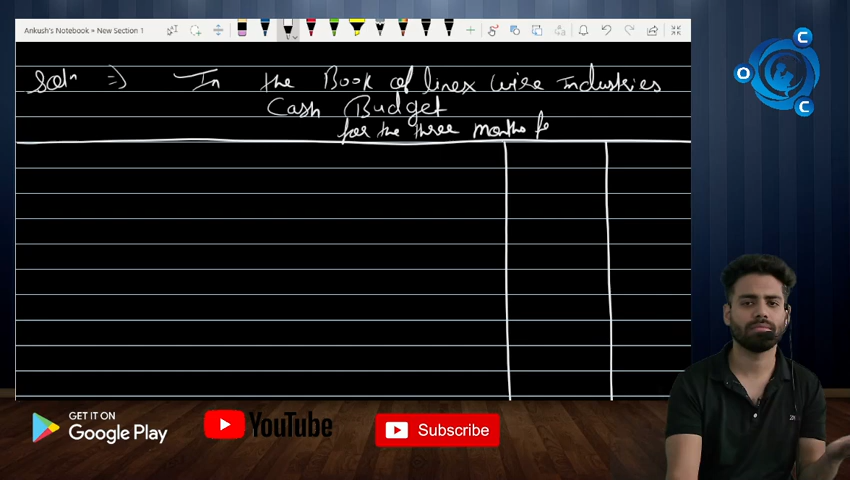 Ankush's Notebook » New Section 1
Soln => In the Book of linex wire Industries
Cash Budget
for the three months fo
C
O
C
GET IT ON
Google Play
YouTube
Subscribe